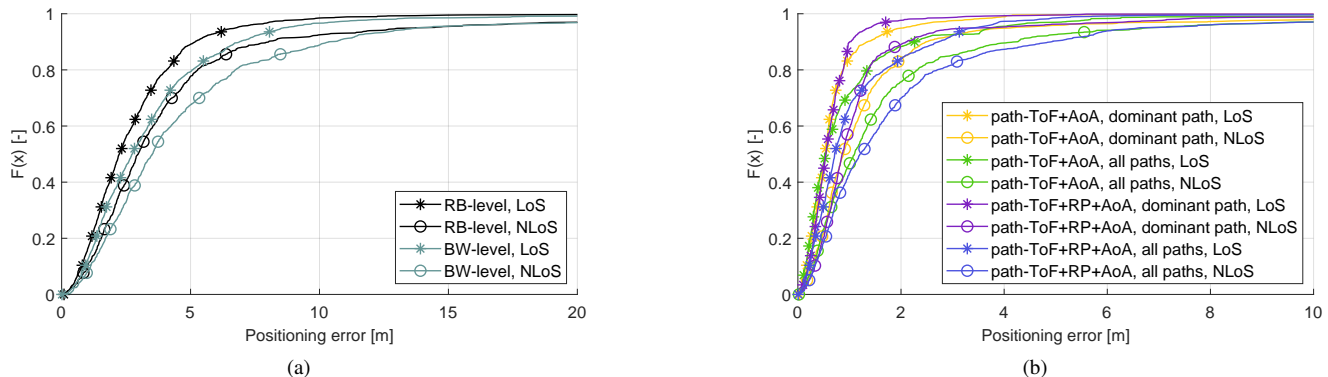 1
0.8
0.6
0.4
0.2
0
F(x) [-]
RB-level, LoS
RB-level, NLoS
BW-level, LoS
BW-level, NLoS
0 5 10 15 20
Positioning error [m]
(a)
1
0.8
0.6
0.4
0.2
0
F(x) [-]
path-ToF+AoA, dominant path, LoS
path-ToF+AoA, dominant path, NLoS
path-ToF+AoA, all paths, LoS
path-ToF+AoA, all paths, NLoS
path-ToF+RP+AoA, dominant path, LoS
path-ToF+RP+AoA, dominant path, NLoS
path-ToF+RP+AoA, all paths, LoS
path-ToF+RP+AoA, all paths, NLoS
0 2 4 6 8 10
Positioning error [m]
(b)